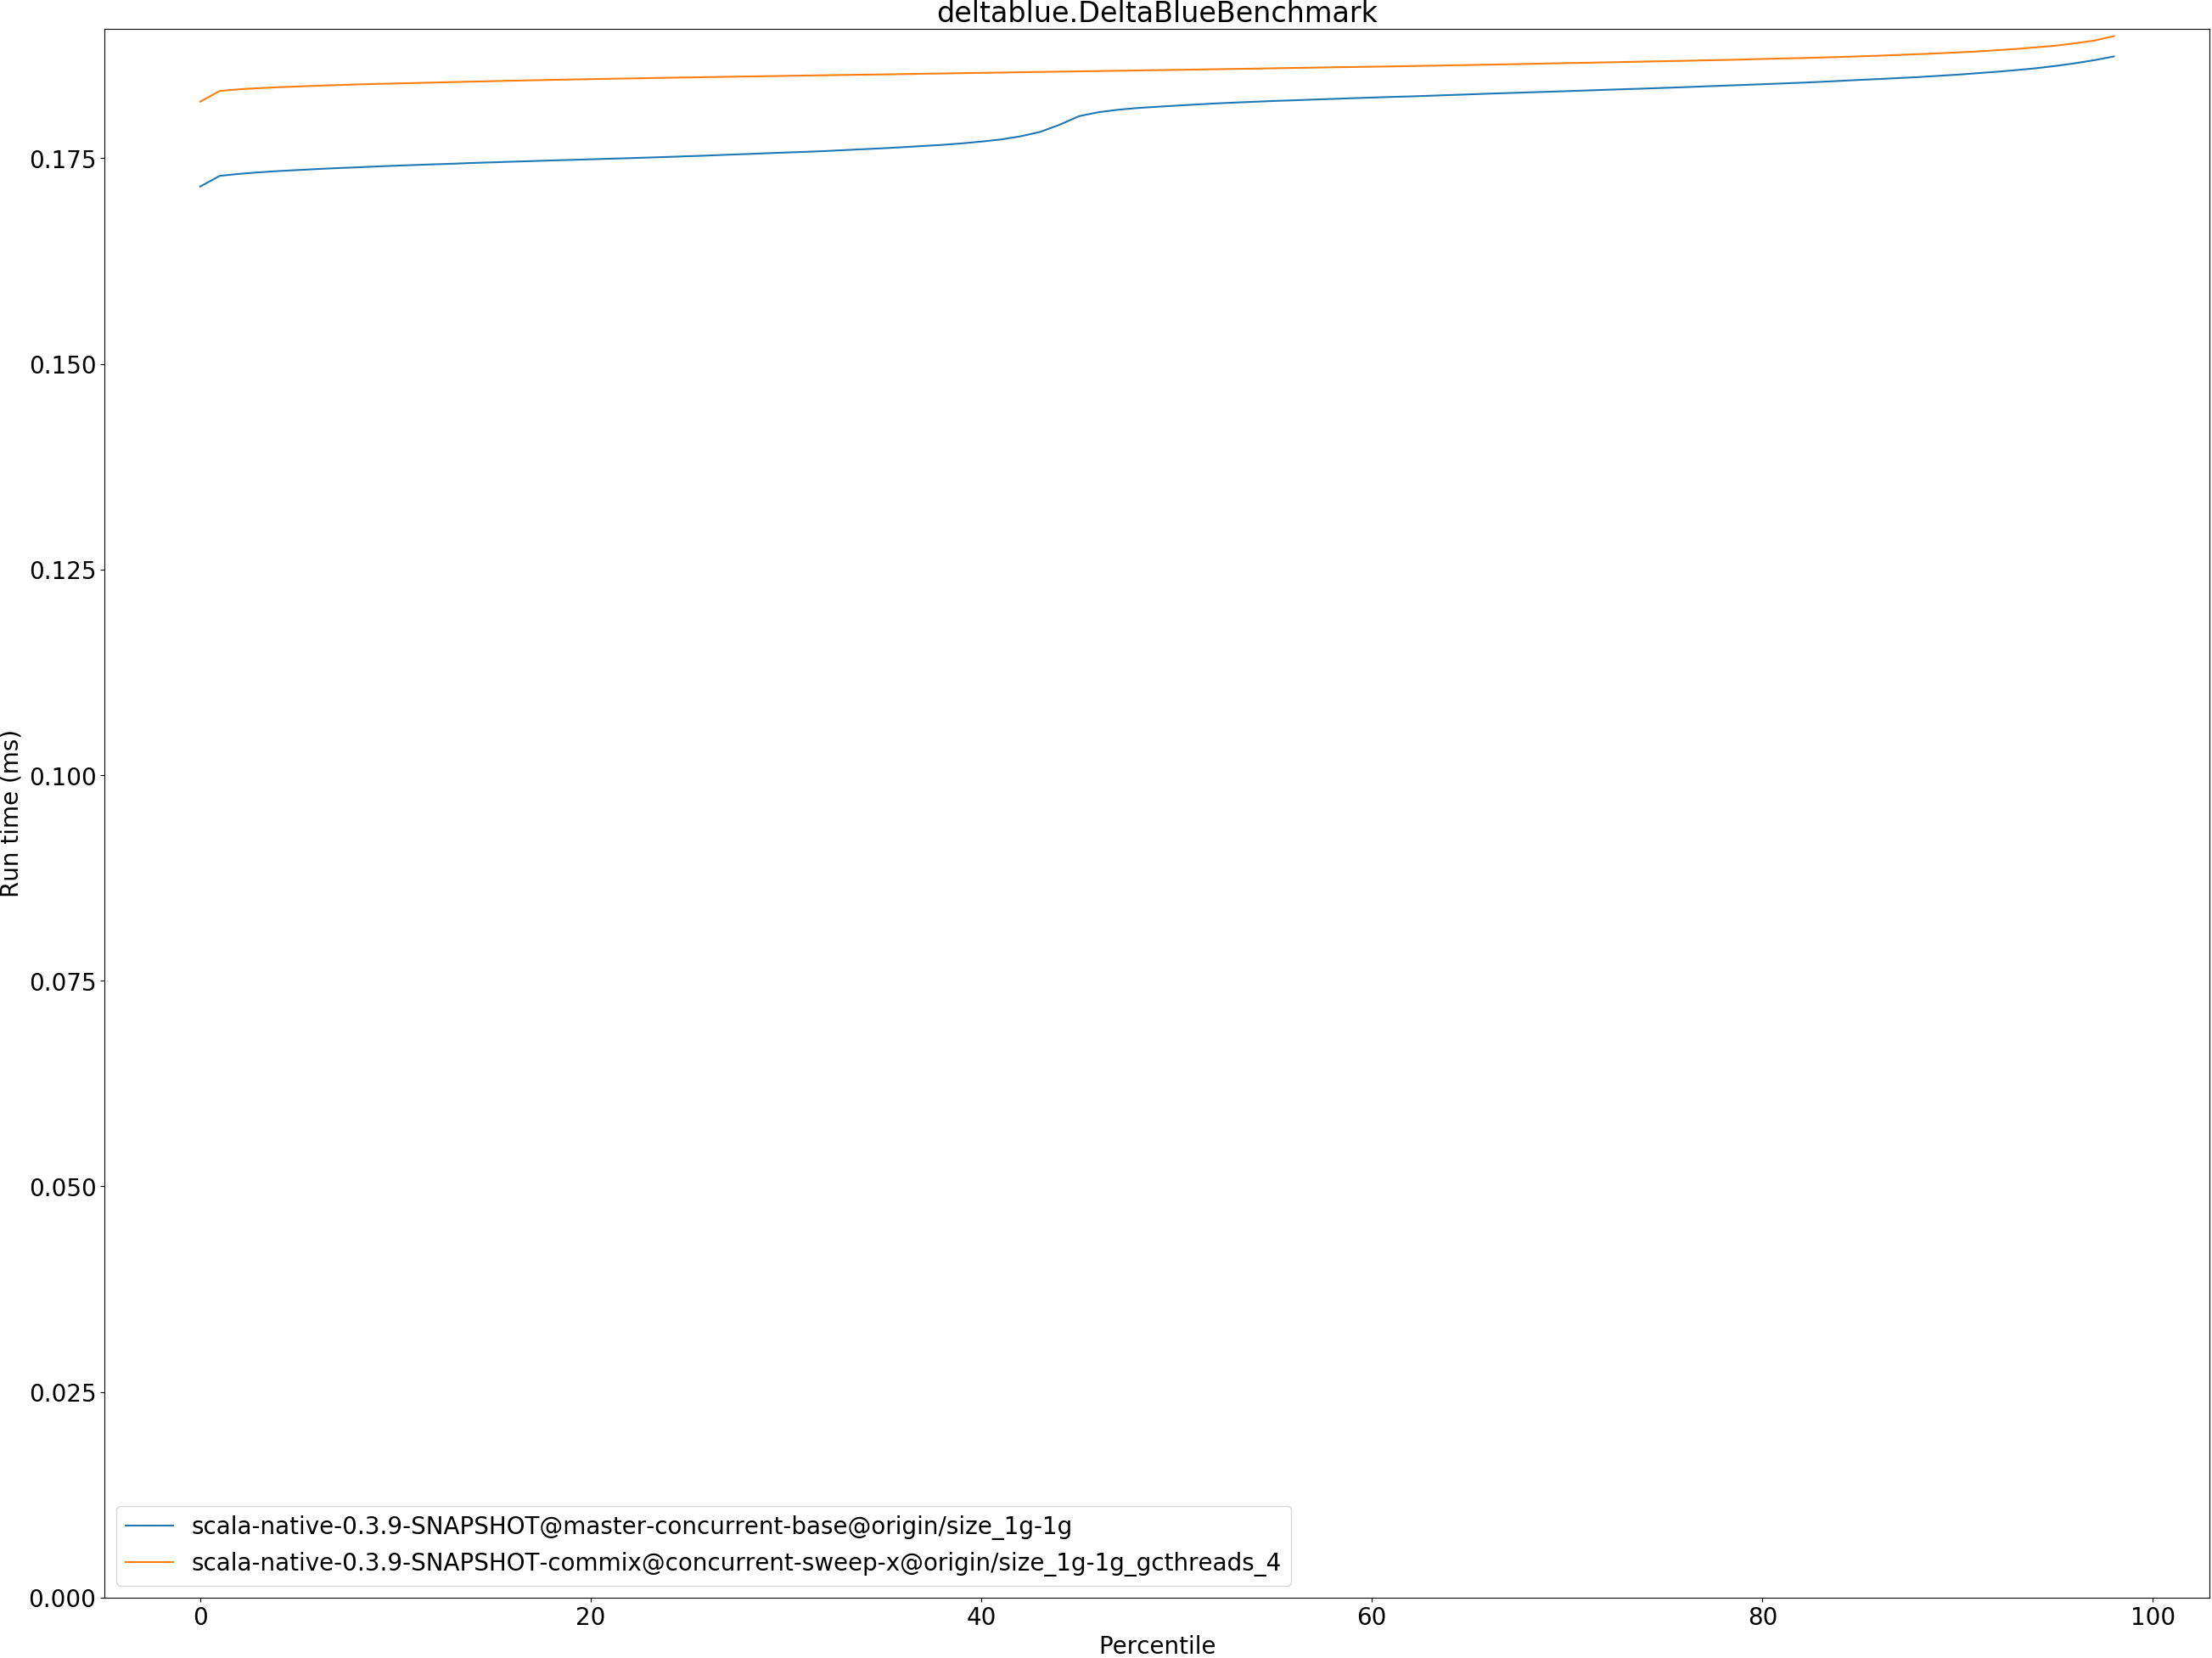 deltablue.DeltaBlueBenchmark
Run time (ms)
0.175
0.150
0.125
0.100
0.075
0.050
0.025
0.000
scala-native-0.3.9-SNAPSHOT@master-concurrent-base@origin/size_1g-1g
scala-native-0.3.9-SNAPSHOT-commix@concurrent-sweep-x@origin/size_1g-1g_gcthreads_4
0 20 40 60 80 100
Percentile